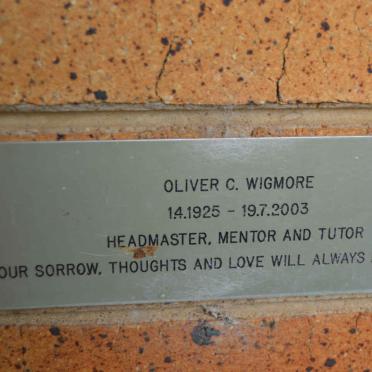 OLIVER C. WIGMORE
14.1925 - 19.7.2003
HEADMASTER, MENTOR AND TUTOR
OUR SORROW, THOUGHTS AND LOVE WILL ALWAYS